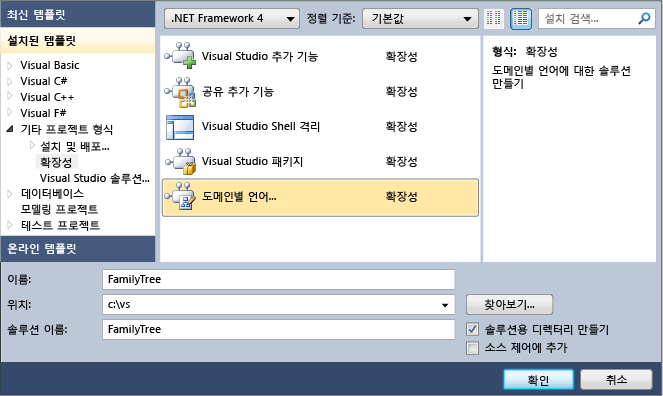 최신 템플릿
설치된 템플릿
Visual Basic
Visual C#
Visual C++
Visual F#
기타 프로젝트 형식
설치 및 배포...
확장성
Visual Studio 솔루션...
데이터베이스
모델링 프로젝트
테스트 프로젝트
온라인 템플릿
.NET Framework 4 정렬 기준: 기본값 설치 검색...
Visual Studio 추가 기능 확장성
공유 추가 기능 확장성
Visual Studio Shell 격리 확장성
Visual Studio 패키지 확장성
도메인별 언어... 확장성
형식: 확장성
도메인별 언어에 대한 솔루션
만들기
이름: FamilyTree
위치: c:\vs 찾아보기...
솔루션 이름: FamilyTree 솔루션용 디렉터리 만들기
소스 제어에 추가
확인 취소